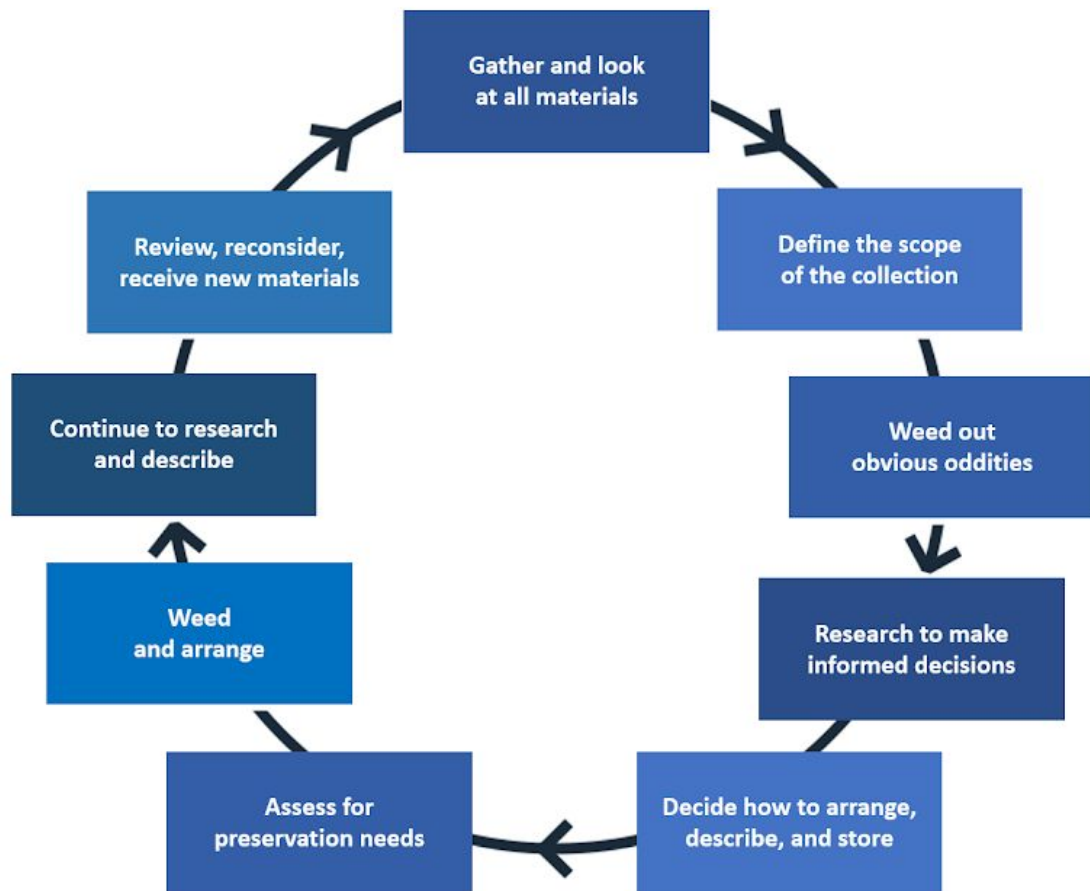 Gather and look
at all materials
Define the scope
of the collection
Weed out
obvious oddities
Research to make
informed decisions
Decide how to arrange,
describe, and store
Assess for
preservation needs
Weed
and arrange
Continue to research
and describe
Review, reconsider,
receive new materials